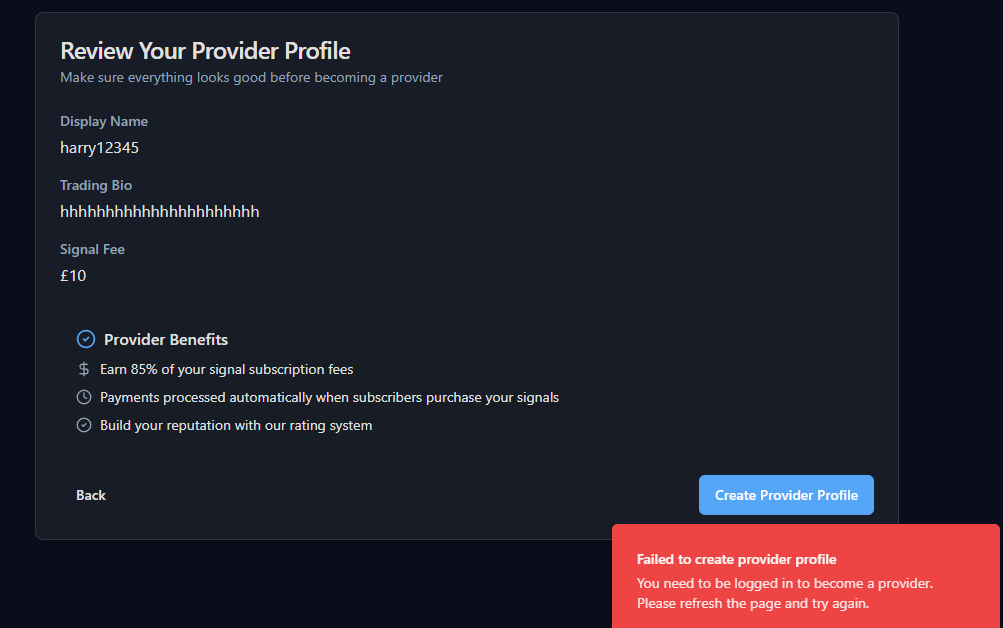 Review Your Provider Profile
Make sure everything looks good before becoming a provider
Display Name
harry12345
Trading Bio
hhhhhhhhhhhhhhhhhhhhhh
Signal Fee
£10
Provider Benefits
Earn 85% of your signal subscription fees
Payments processed automatically when subscribers purchase your signals
Build your reputation with our rating system
Back
Create Provider Profile
Failed to create provider profile
You need to be logged in to become a provider.
Please refresh the page and try again.